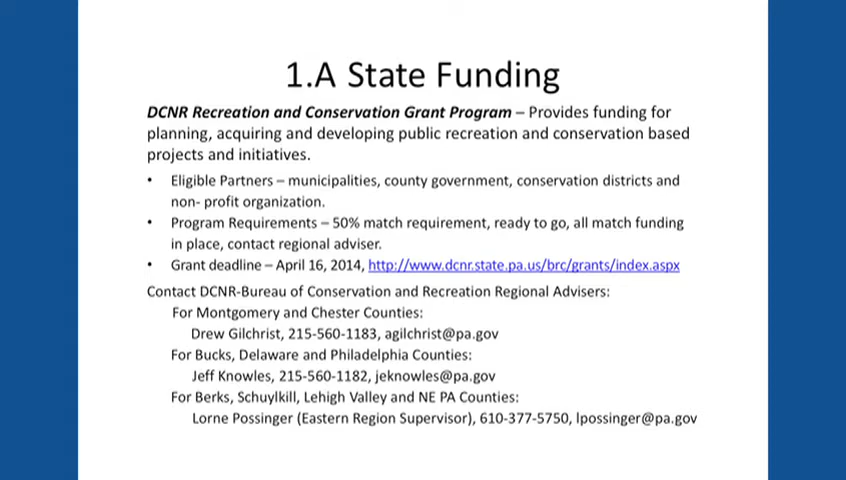 1.A State Funding
DCNR Recreation and Conservation Grant Program – Provides funding for
planning, acquiring and developing public recreation and conservation based
projects and initiatives.
• Eligible Partners – municipalities, county government, conservation districts and
non- profit organization.
• Program Requirements – 50% match requirement, ready to go, all match funding
in place, contact regional adviser.
• Grant deadline – April 16, 2014, http://www.dcnr.state.pa.us/brc/grants/index.aspx
Contact DCNR-Bureau of Conservation and Recreation Regional Advisers:
For Montgomery and Chester Counties:
Drew Gilchrist, 215-560-1183, agilchrist@pa.gov
For Bucks, Delaware and Philadelphia Counties:
Jeff Knowles, 215-560-1182, jeknowles@pa.gov
For Berks, Schuylkill, Lehigh Valley and NE PA Counties:
Lorne Possinger (Eastern Region Supervisor), 610-377-5750, lpossinger@pa.gov